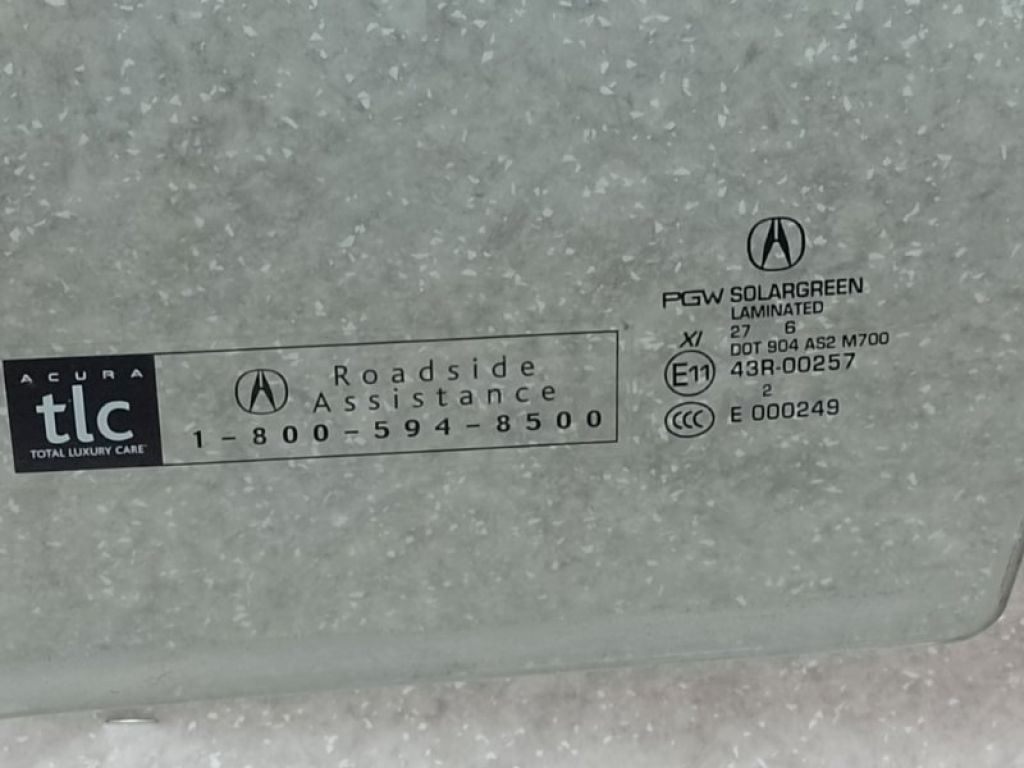 ACURA
tlc
TOTAL LUXURY CARE
Roadside
Assistance
1-800-594-8500
PGW SOLARGREEN
LAMINATED
27 6
XI
DOT 904 AS2 M700
E11 43R-00257
2
CCC E 000249